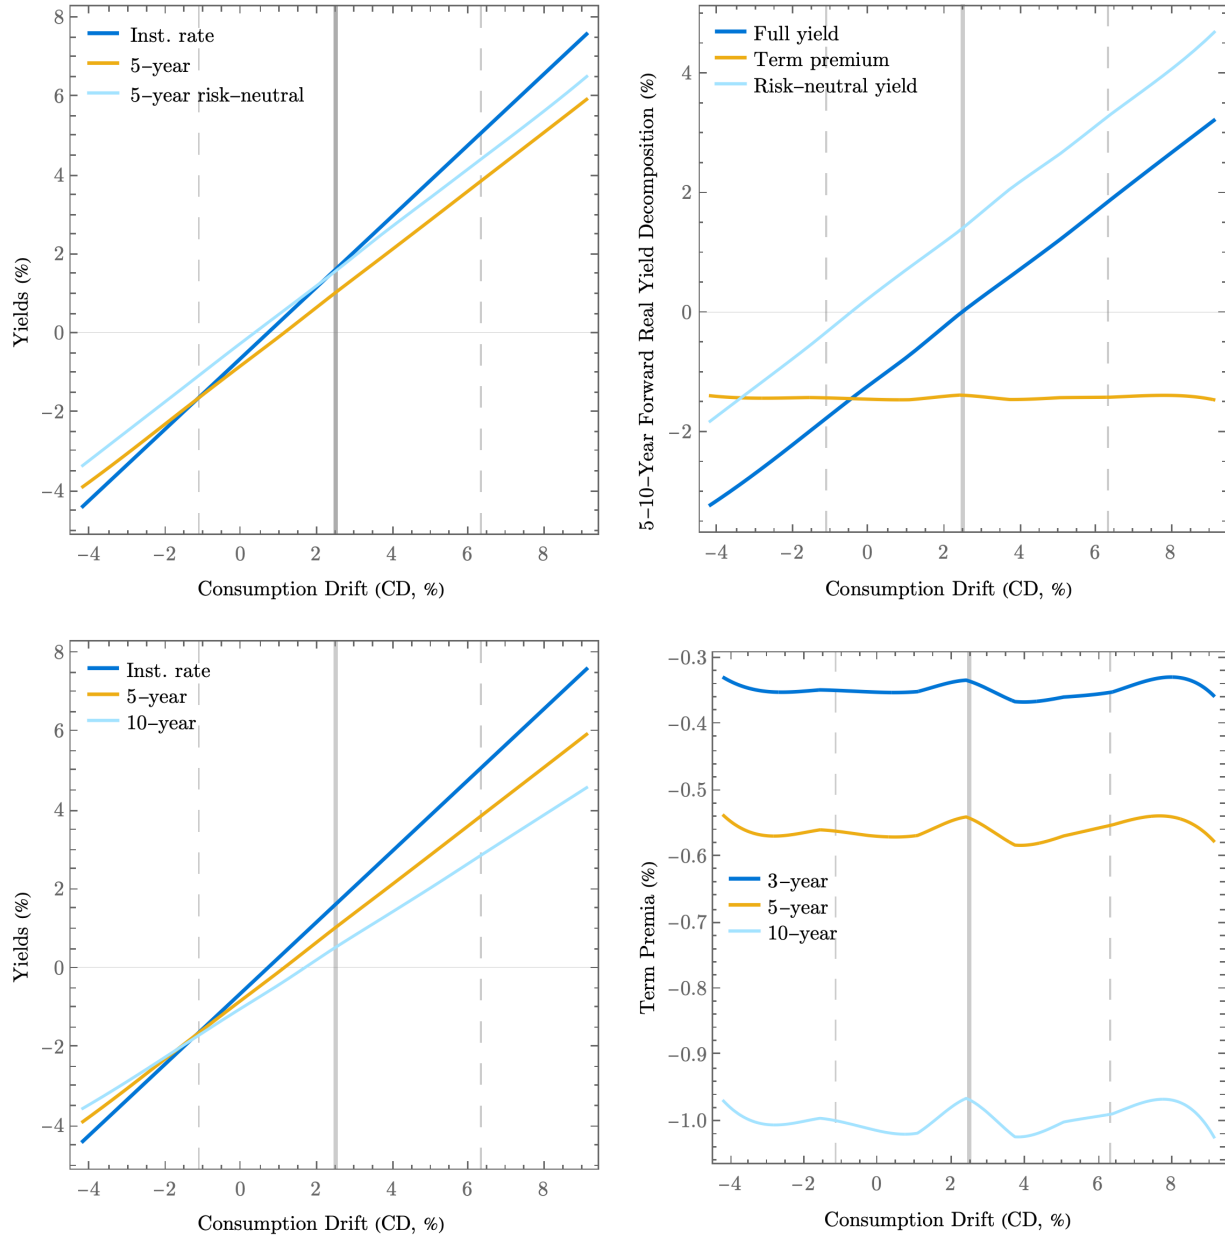 8
6
4
2
0
−2
−4
Yields (%)
Inst. rate
5−year
5−year risk−neutral
−4 −2 0 2 4 6 8
Consumption Drift (CD, %)
4
2
0
−2
5−10−Year Forward Real Yield Decomposition (%)
Full yield
Term premium
Risk−neutral yield
−4 −2 0 2 4 6 8
Consumption Drift (CD, %)
8
6
4
2
0
−2
−4
Yields (%)
Inst. rate
5−year
10−year
−4 −2 0 2 4 6 8
Consumption Drift (CD, %)
−0.3
−0.4
−0.5
−0.6
−0.7
−0.8
−0.9
−1.0
Term Premia (%)
3−year
5−year
10−year
−4 −2 0 2 4 6 8
Consumption Drift (CD, %)